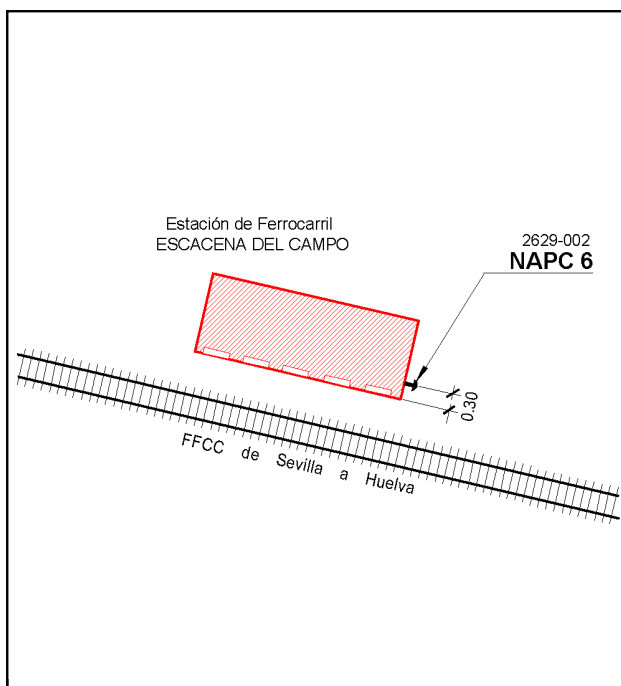 Estación de Ferrocarril
ESCACENA DEL CAMPO
2629-002
NAPC 6
0.30
FFCC de Sevilla a Huelva